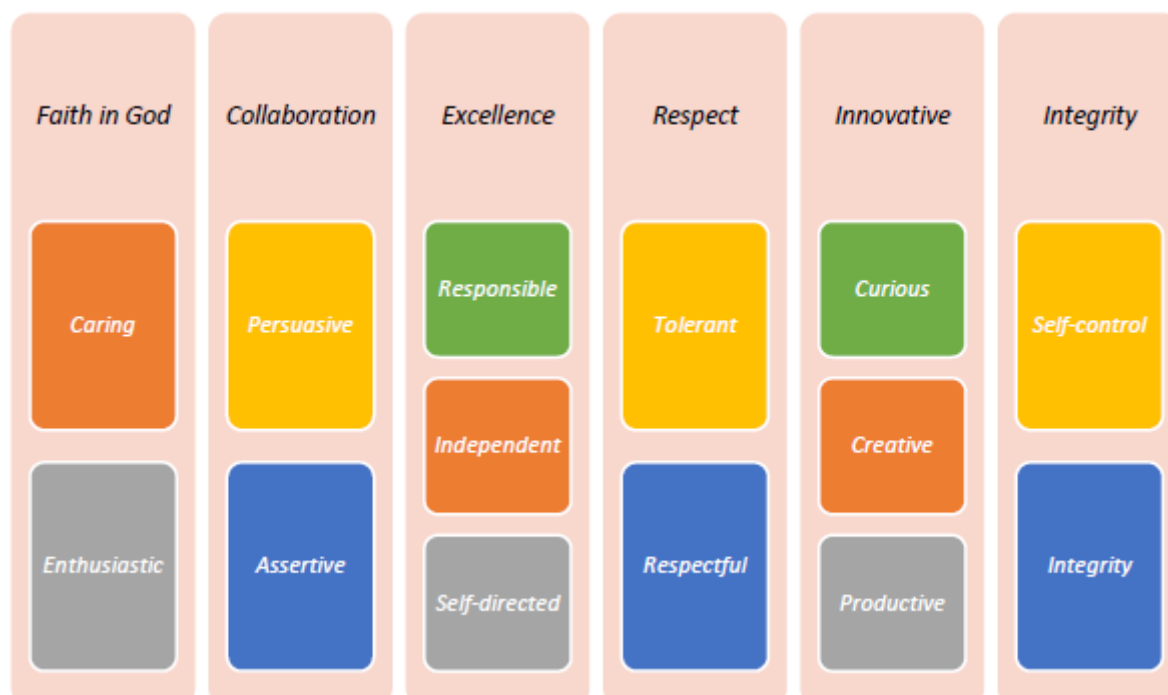 Faith in God
Caring
Enthusiastic
Collaboration
Persuasive
Assertive
Excellence
Responsible
Independent
Self-directed
Respect
Tolerant
Respectful
Innovative
Curious
Creative
Productive
Integrity
Self-control
Integrity